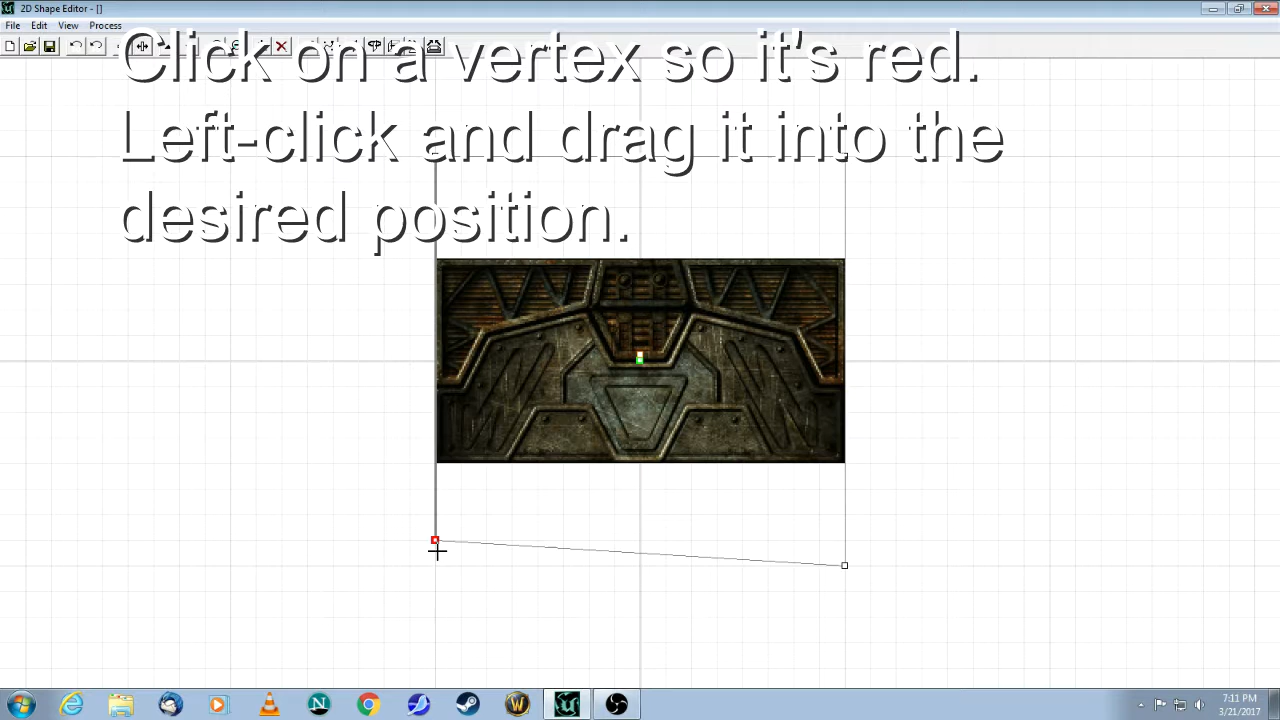 2D Shape Editor - []
File Edit View Process
Click on a vertex so it's red.
Left-click and drag it into the
desired position.
7:11 PM
3/21/2017